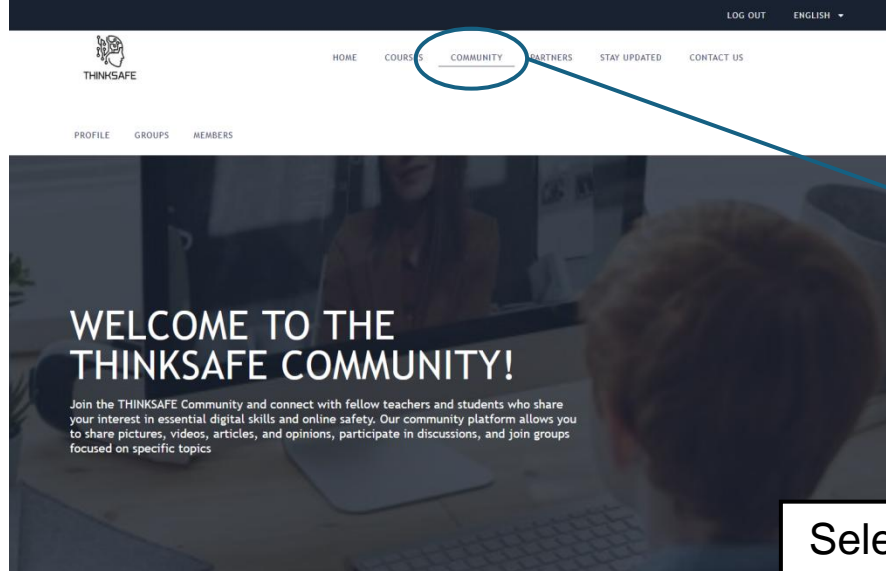 LOG OUT ENGLISH
THINKSAFE
HOME COURSES COMMUNITY PARTNERS STAY UPDATED CONTACT US
PROFILE GROUPS MEMBERS
WELCOME TO THE
THINKSAFE COMMUNITY!
Join the THINKSAFE Community and connect with fellow teachers and students who share
your interest in essential digital skills and online safety. Our community platform allows you
to share pictures, videos, articles, and opinions, participate in discussions, and join groups
focused on specific topics